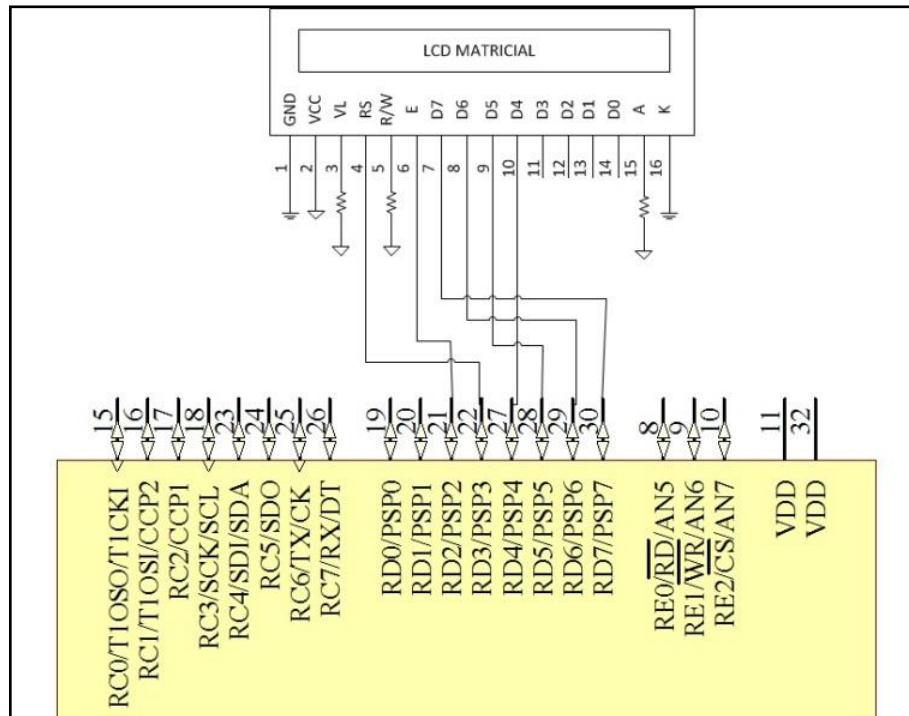 LCD MATRICIAL
GND VCC VL RS R/W E D7 D6 D5 D4 D3 D2 D1 D0 A K
1 2 3 4 5 6 7 8 9 10 11 12 13 14 15 16
15 16 17 18 23 24 25 26 19 20 21 22 27 28 29 30 8 9 10 11 32
RC0/T1OSO/T1CKI
RC1/T1OSI/CCP2
RC2/CCP1
RC3/SCK/SCL
RC4/SDI/SDA
RC5/SDO
RC6/TX/CK
RC7/RX/DT
RD0/PSP0
RD1/PSP1
RD2/PSP2
RD3/PSP3
RD4/PSP4
RD5/PSP5
RD6/PSP6
RD7/PSP7
RE0/RD/AN5
RE1/WR/AN6
RE2/CS/AN7
VDD
VDD